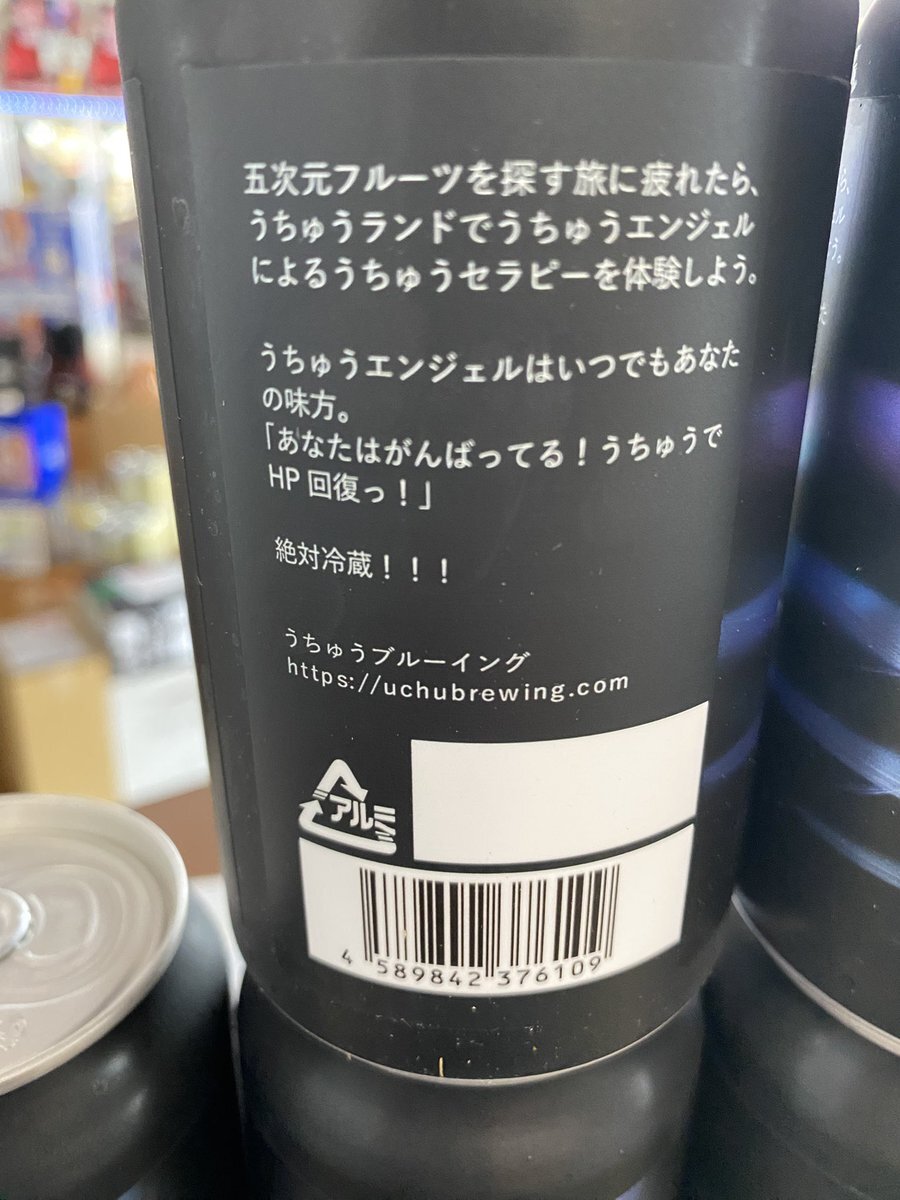 五次元フルーツを探す旅に疲れたら、
うちゅうランドでうちゅうエンジェル
によるうちゅうセラピーを体験しよう。
うちゅうエンジェルはいつでもあなた
の味方。
「あなたはがんばってる！うちゅうで
HP 回復っ！」
絶対冷蔵！！！
うちゅうブルーイング
https://uchubrewing.com
アルミ
4 589842 376109